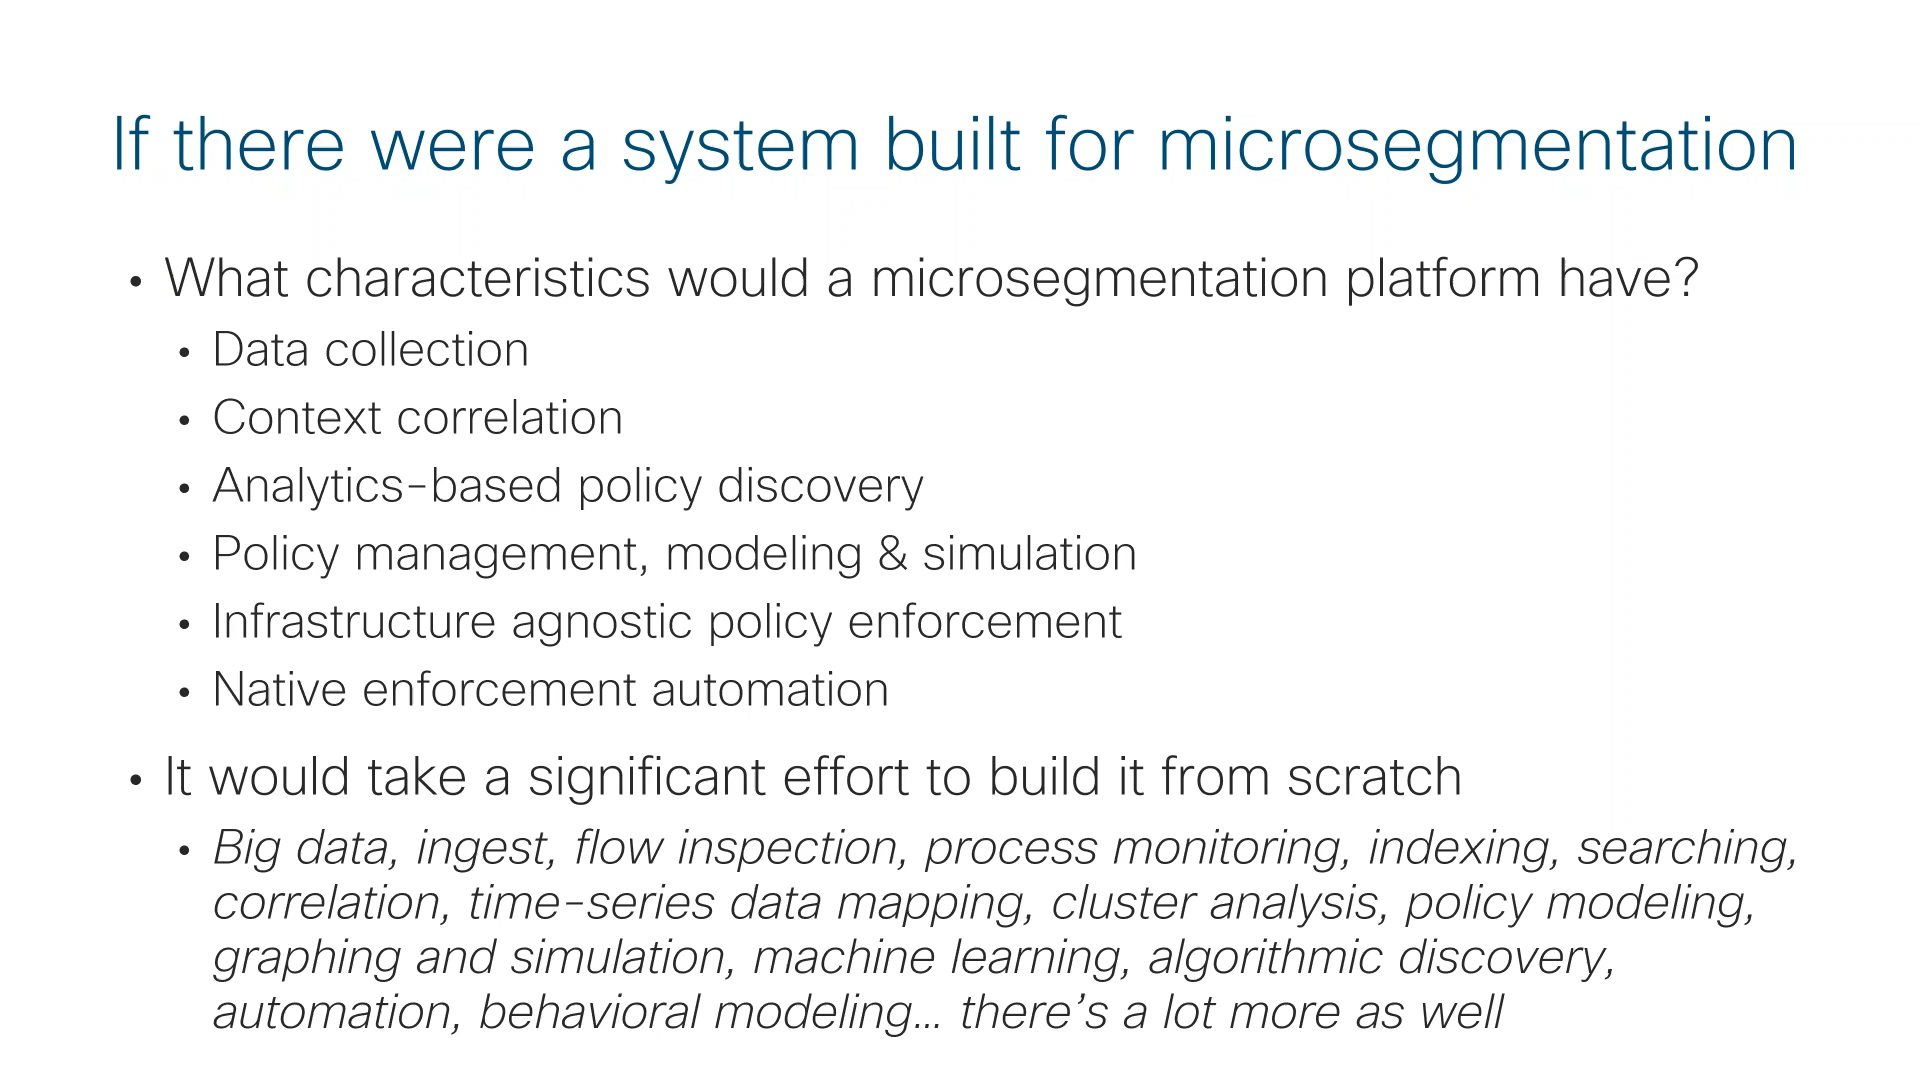 If there were a system built for microsegmentation
• What characteristics would a microsegmentation platform have?
• Data collection
• Context correlation
• Analytics-based policy discovery
• Policy management, modeling & simulation
• Infrastructure agnostic policy enforcement
• Native enforcement automation
• It would take a significant effort to build it from scratch
• Big data, ingest, flow inspection, process monitoring, indexing, searching,
correlation, time-series data mapping, cluster analysis, policy modeling,
graphing and simulation, machine learning, algorithmic discovery,
automation, behavioral modeling… there’s a lot more as well